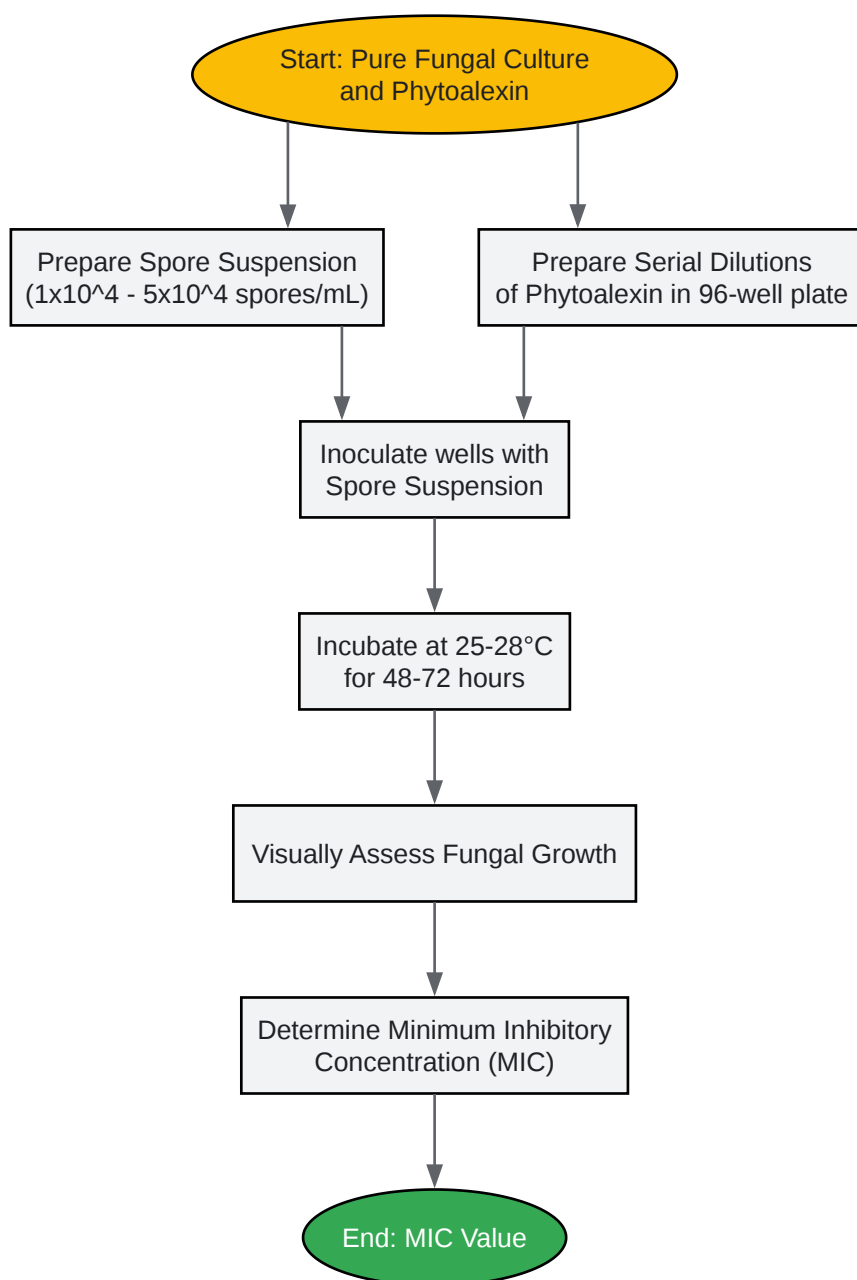 Start: Pure Fungal Culture
and Phytoalexin
Prepare Spore Suspension
(1x10^4 - 5x10^4 spores/mL)
Prepare Serial Dilutions
of Phytoalexin in 96-well plate
Inoculate wells with
Spore Suspension
Incubate at 25-28°C
for 48-72 hours
Visually Assess Fungal Growth
Determine Minimum Inhibitory
Concentration (MIC)
End: MIC Value